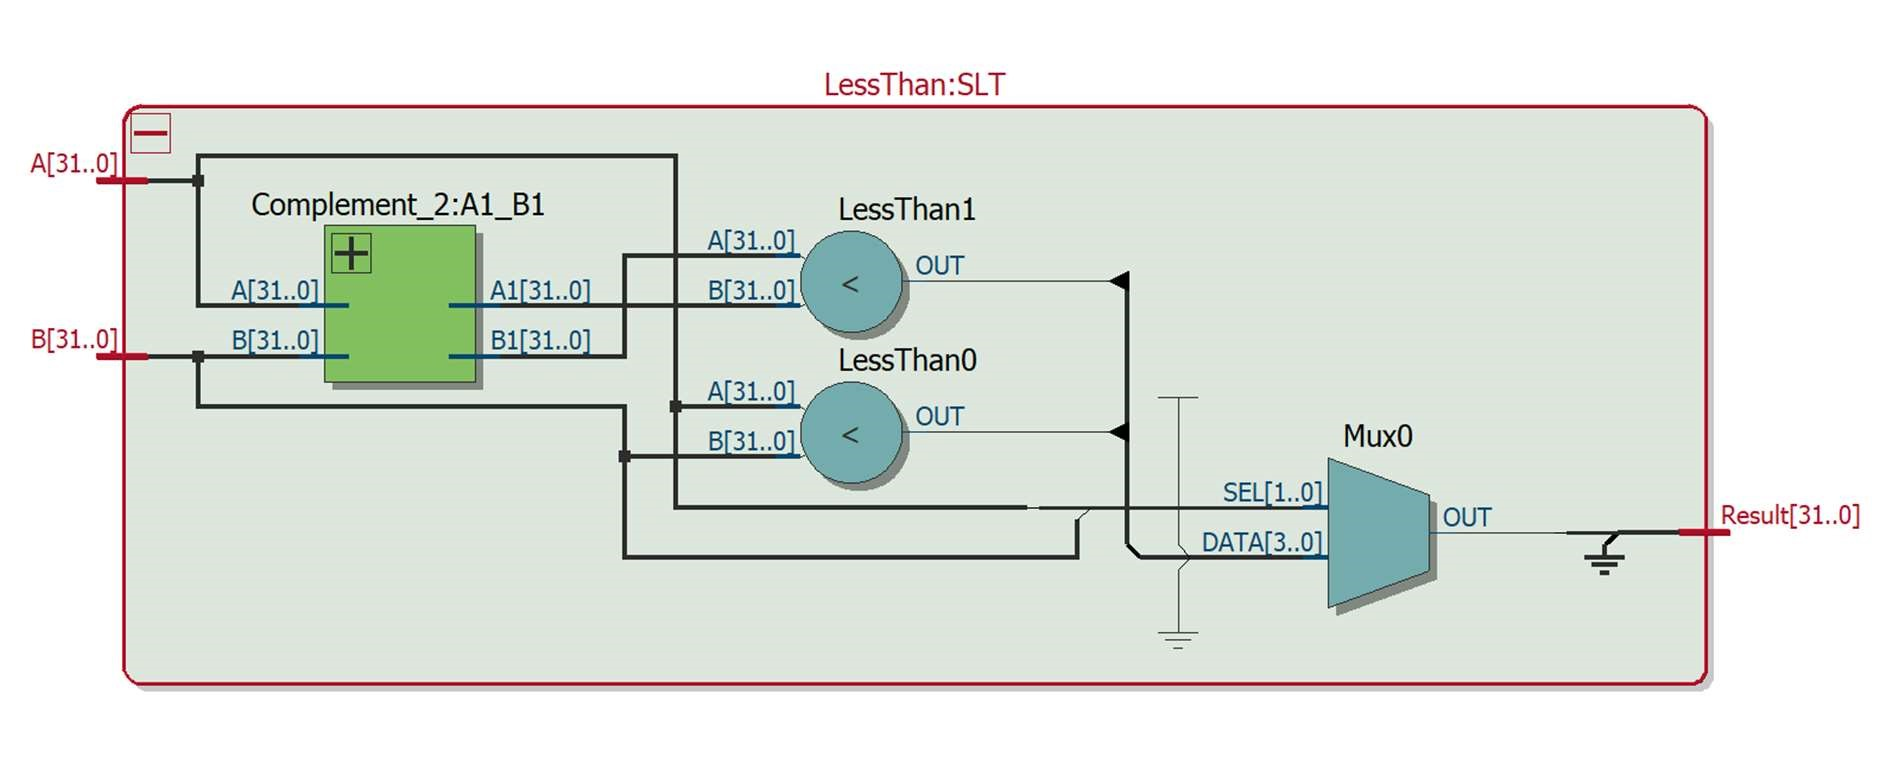 LessThan:SLT
A[31..0]
B[31..0]
Complement_2:A1_B1
A[31..0]
B[31..0]
A1[31..0]
B1[31..0]
LessThan1
A[31..0]
B[31..0]
<
OUT
LessThan0
A[31..0]
B[31..0]
<
OUT
Mux0
SEL[1..0]
DATA[3..0]
OUT
Result[31..0]